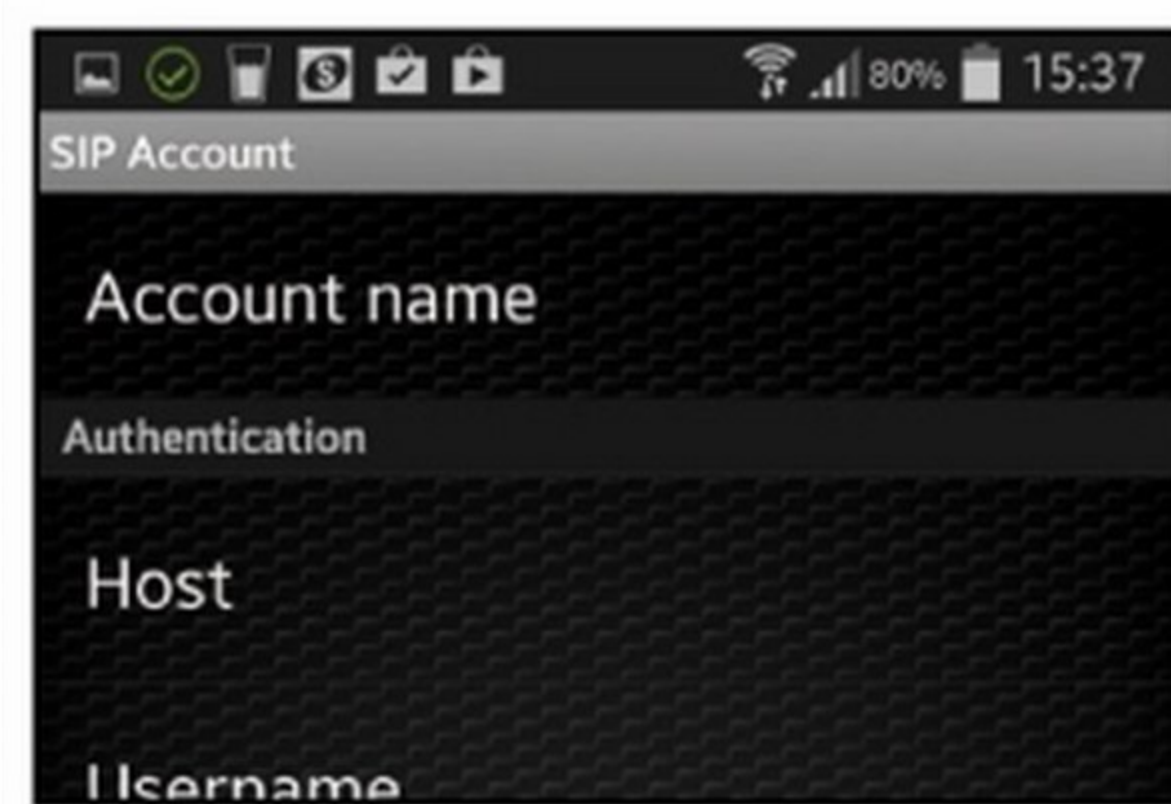 80% 15:37
SIP Account
Account name
Authentication
Host
Username